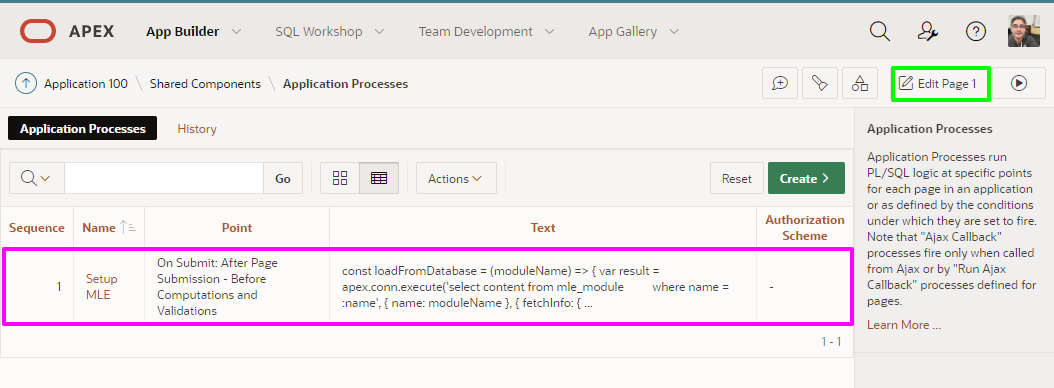 APEX App Builder SQL Workshop Team Development App Gallery
Application 100 \ Shared Components \ Application Processes Edit Page 1
Application Processes History
Go Actions Reset Create
Sequence Name Point Text Authorization
Scheme
1
Setup
MLE
On Submit: After Page
Submission - Before
Computations and
Validations
const loadFromDatabase = (moduleName) => { var result =
apex.conn.execute('select content from mle_module where name =
:name', { name: moduleName }, { fetchInfo: { ...
-
1 - 1
Application Processes
Application Processes run
PL/SQL logic at specific points
for each page in an application
or as defined by the conditions
under which they are set to fire.
Note that "Ajax Callback"
processes fire only when called
from Ajax or by "Run Ajax
Callback" processes defined for
pages.
Learn More ...